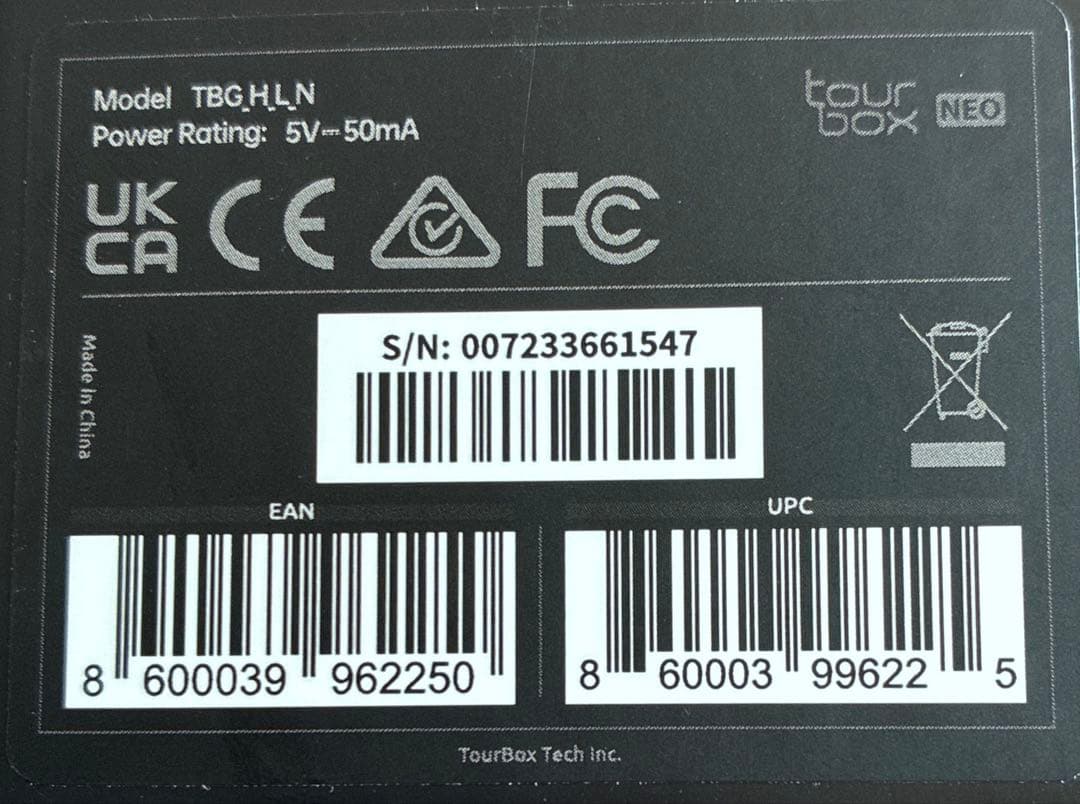 Model TBG_H_L_N
Power Rating: 5V⎓50mA
tour
box NEO
UK
CA CE FC
Made In China
S/N: 007233661547
EAN
8 600039 962250
UPC
8 60003 99622 5
TourBox Tech Inc.